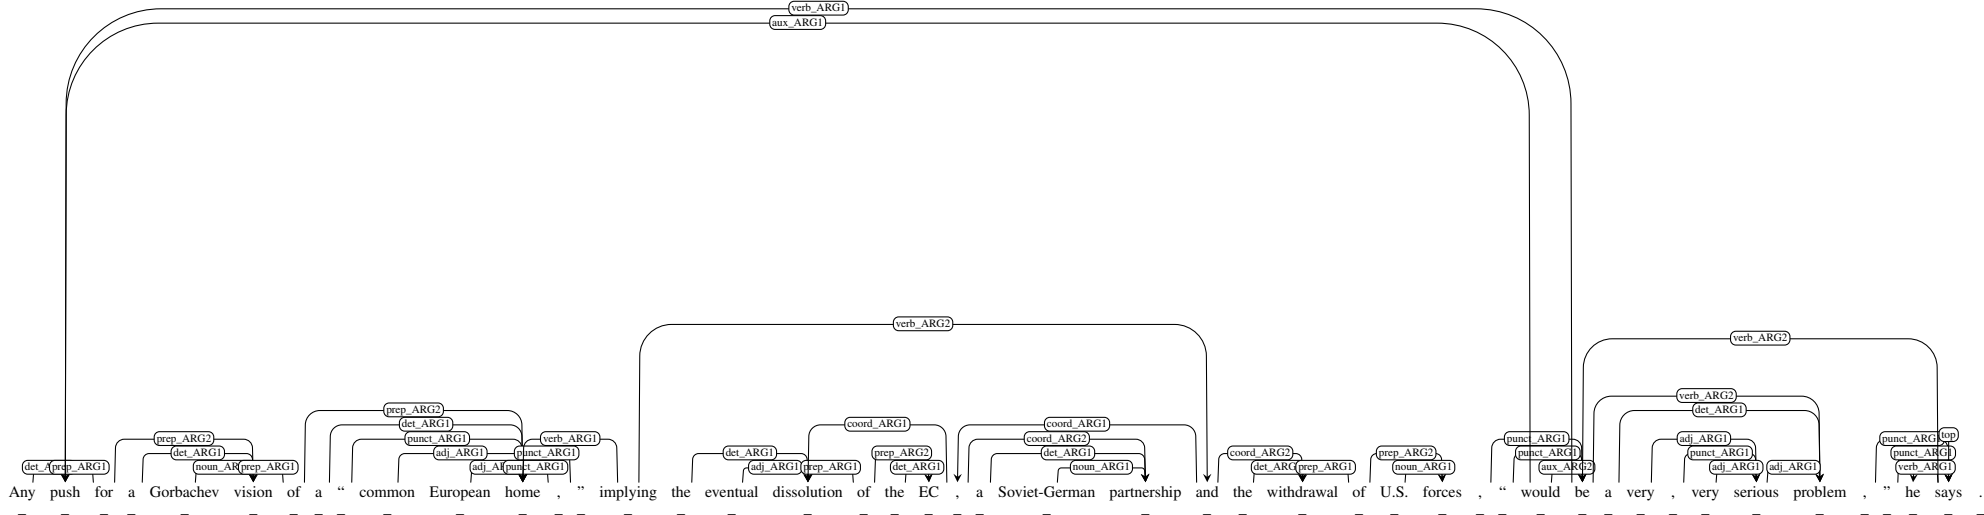 verb_ARG1
aux_ARG1
verb_ARG2
verb_ARG2
verb_ARG2
prep_ARG2 det_ARG1
det_ARG1 coord_ARG1 coord_ARG1
prep_ARG2 punct_ARG1 verb_ARG1 coord_ARG2 punct_ARG1 adj_ARG1 top
det_ARG1 adj_ARG1 punct_ARG1 det_ARG1 prep_ARG2 det_ARG1 coord_ARG2 prep_ARG2 punct_ARG1 punct_ARG1 punct_ARG1
prep_ARG1 prep_ARG1 punct_ARG1 adj_ARG1 prep_ARG1 det_ARG1 noun_ARG1 prep_ARG1 noun_ARG1 aux_ARG2 adj_ARG1 adj_ARG1 verb_ARG1
Any push for a Gorbachev vision of a “ common European home , ” implying the eventual dissolution of the EC , a Soviet-German partnership and the withdrawal of U.S. forces , “ would be a very , very serious problem , ” he says .